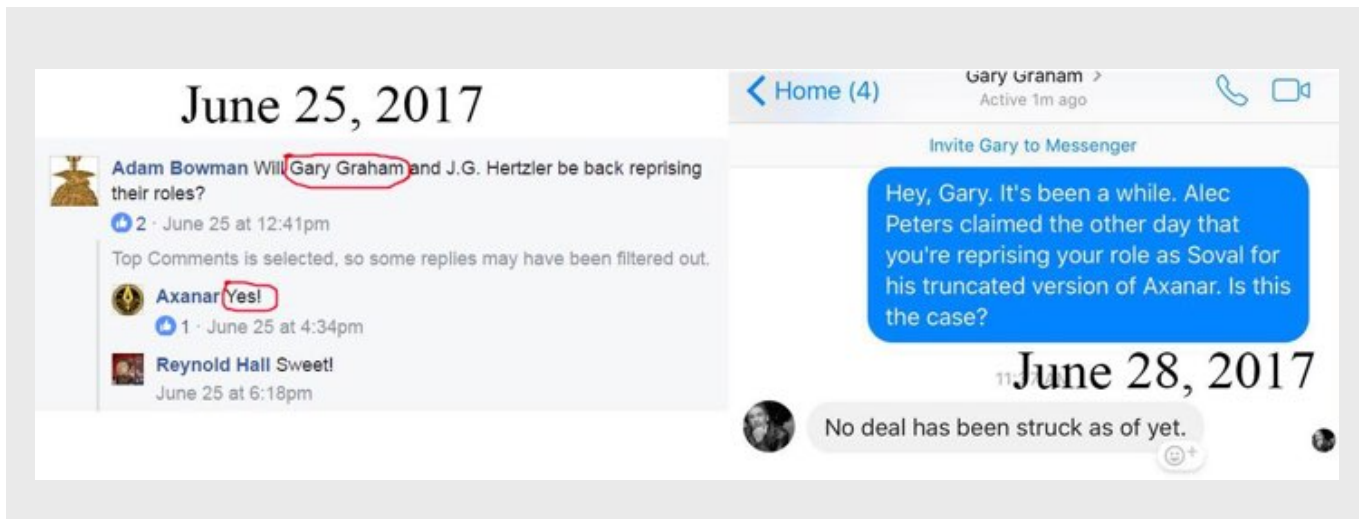 June 25, 2017
Adam Bowman Will Gary Graham and J.G. Hertzler be back reprising
their roles?
2 · June 25 at 12:41pm
Top Comments is selected, so some replies may have been filtered out.
Axanar Yes!
1 · June 25 at 4:34pm
Reynold Hall Sweet!
June 25 at 6:18pm
Home (4)
Gary Graham >
Active 1m ago
Invite Gary to Messenger
Hey, Gary. It's been a while. Alec
Peters claimed the other day that
you're reprising your role as Soval for
his truncated version of Axanar. Is this
the case?
June 28, 2017
No deal has been struck as of yet.